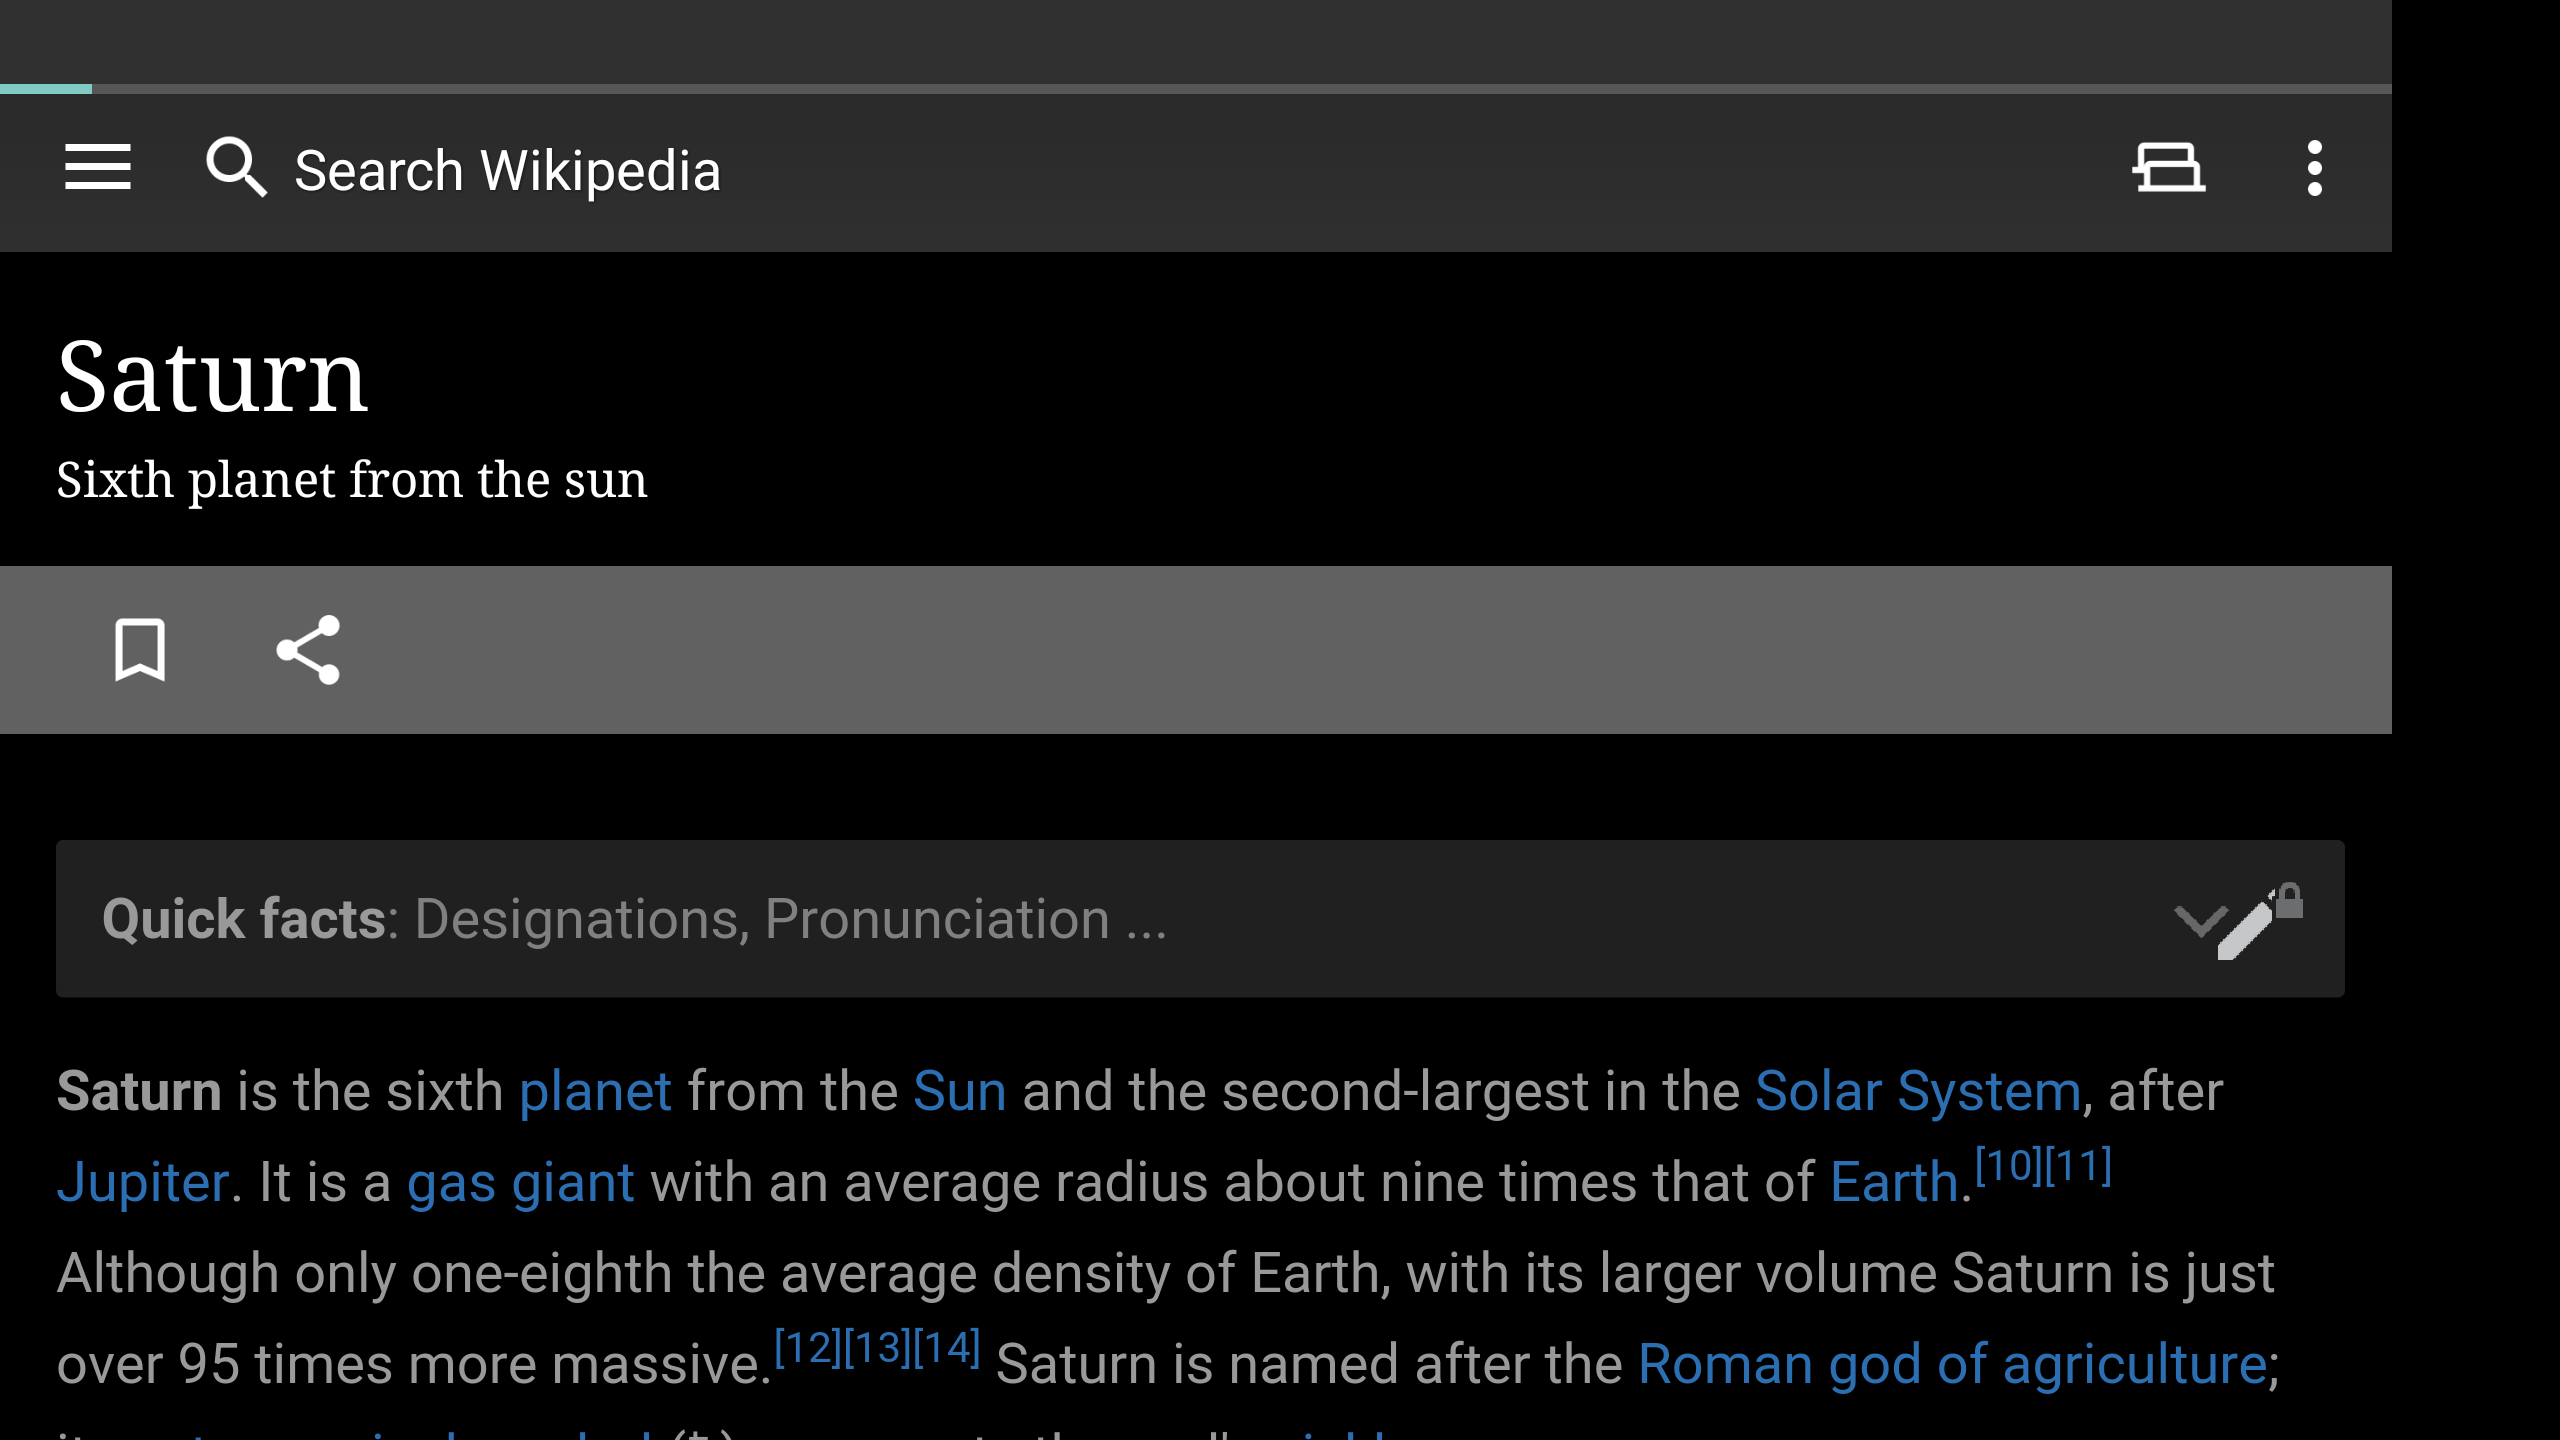 Search Wikipedia
Saturn
Sixth planet from the sun
Quick facts: Designations, Pronunciation ...
Saturn is the sixth planet from the Sun and the second-largest in the Solar System, after
Jupiter. It is a gas giant with an average radius about nine times that of Earth.[10][11]
Although only one-eighth the average density of Earth, with its larger volume Saturn is just
over 95 times more massive.[12][13][14] Saturn is named after the Roman god of agriculture;